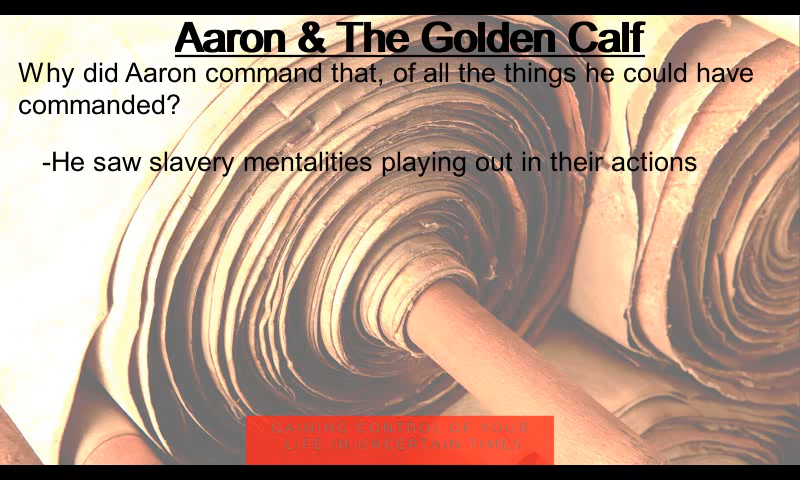 Aaron & The Golden Calf
Why did Aaron command that, of all the things he could have
commanded?
-He saw slavery mentalities playing out in their actions
GAINING CONTROL OF YOUR
LIFE IN UNCERTAIN TIMES